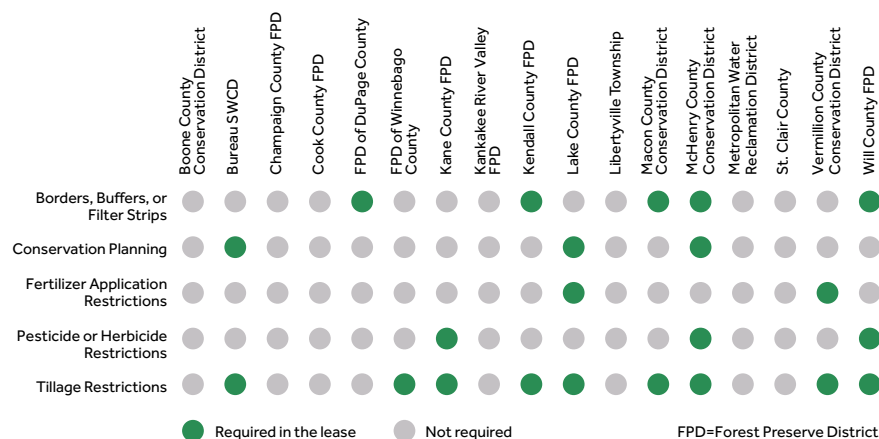 Boone County
Conservation District
Bureau SWCD
Champaign County FPD
Cook County FPD
FPD of DuPage County
FPD of Winnebago
County
Kane County FPD
Kankakee River Valley
FPD
Kendall County FPD
Lake County FPD
Libertyville Township
Macon County
Conservation District
McHenry County
Conservation District
Metropolitan Water
Reclamation District
St. Clair County
Vermillion County
Conservation District
Will County FPD
Borders, Buffers, or
Filter Strips
Conservation Planning
Fertilizer Application
Restrictions
Pesticide or Herbicide
Restrictions
Tillage Restrictions
Required in the lease
Not required
FPD=Forest Preserve District